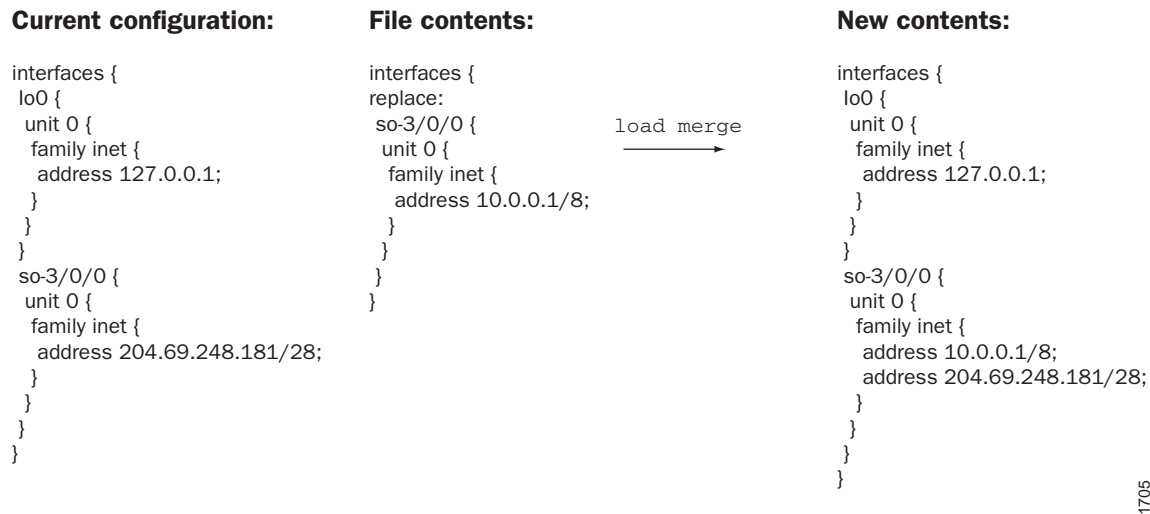 Current configuration:
interfaces {
lo0 {
unit 0 {
family inet {
address 127.0.0.1;
}
}
}
so-3/0/0 {
unit 0 {
family inet {
address 204.69.248.181/28;
}
}
}
}
File contents:
interfaces {
replace:
so-3/0/0 {
unit 0 {
family inet {
address 10.0.0.1/8;
}
}
}
}
load merge
New contents:
interfaces {
lo0 {
unit 0 {
family inet {
address 127.0.0.1;
}
}
}
so-3/0/0 {
unit 0 {
family inet {
address 10.0.0.1/8;
address 204.69.248.181/28;
}
}
}
}
1705